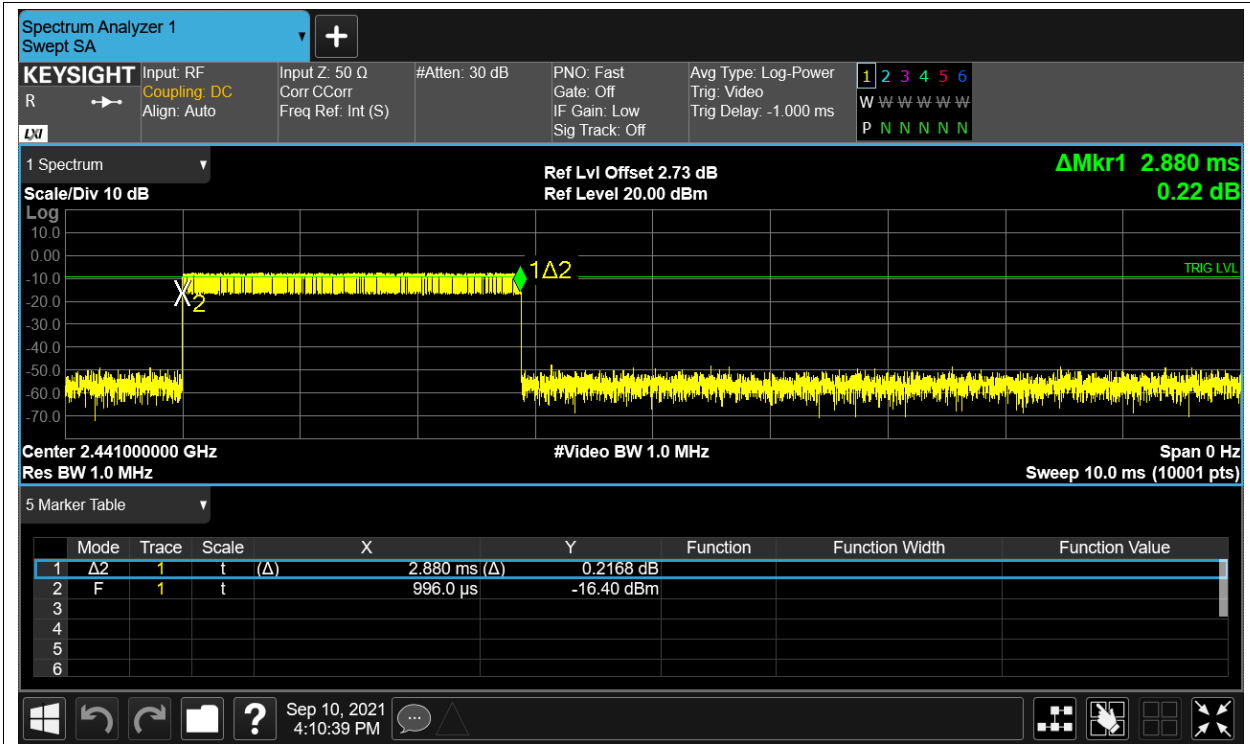 Spectrum Analyzer 1
Swept SA
KEYSIGHT Input: RF Input Z: 50 Ω #Atten: 30 dB PNO: Fast Avg Type: Log-Power 1 2 3 4 5 6
R Coupling: DC Corr CCorr Gate: Off Trig: Video W W W W W W
Align: Auto Freq Ref: Int (S) IF Gain: Low Trig Delay: -1.000 ms
LXI Sig Track: Off P N N N N N
1 Spectrum Ref Lvl Offset 2.73 dB ΔMkr1 2.880 ms
Scale/Div 10 dB Ref Level 20.00 dBm 0.22 dB
Log
10.0
0.00
-10.0 1Δ2 TRIG LVL
-20.0 2
-30.0
-40.0
-50.0
-60.0
-70.0
Center 2.441000000 GHz #Video BW 1.0 MHz Span 0 Hz
Res BW 1.0 MHz Sweep 10.0 ms (10001 pts)
5 Marker Table
Mode Trace Scale X Y Function Function Width Function Value
1 Δ2 1 t (Δ) 2.880 ms (Δ) 0.2168 dB
2 F 1 t 996.0 µs -16.40 dBm
3
4
5
6
? Sep 10, 2021
4:10:39 PM